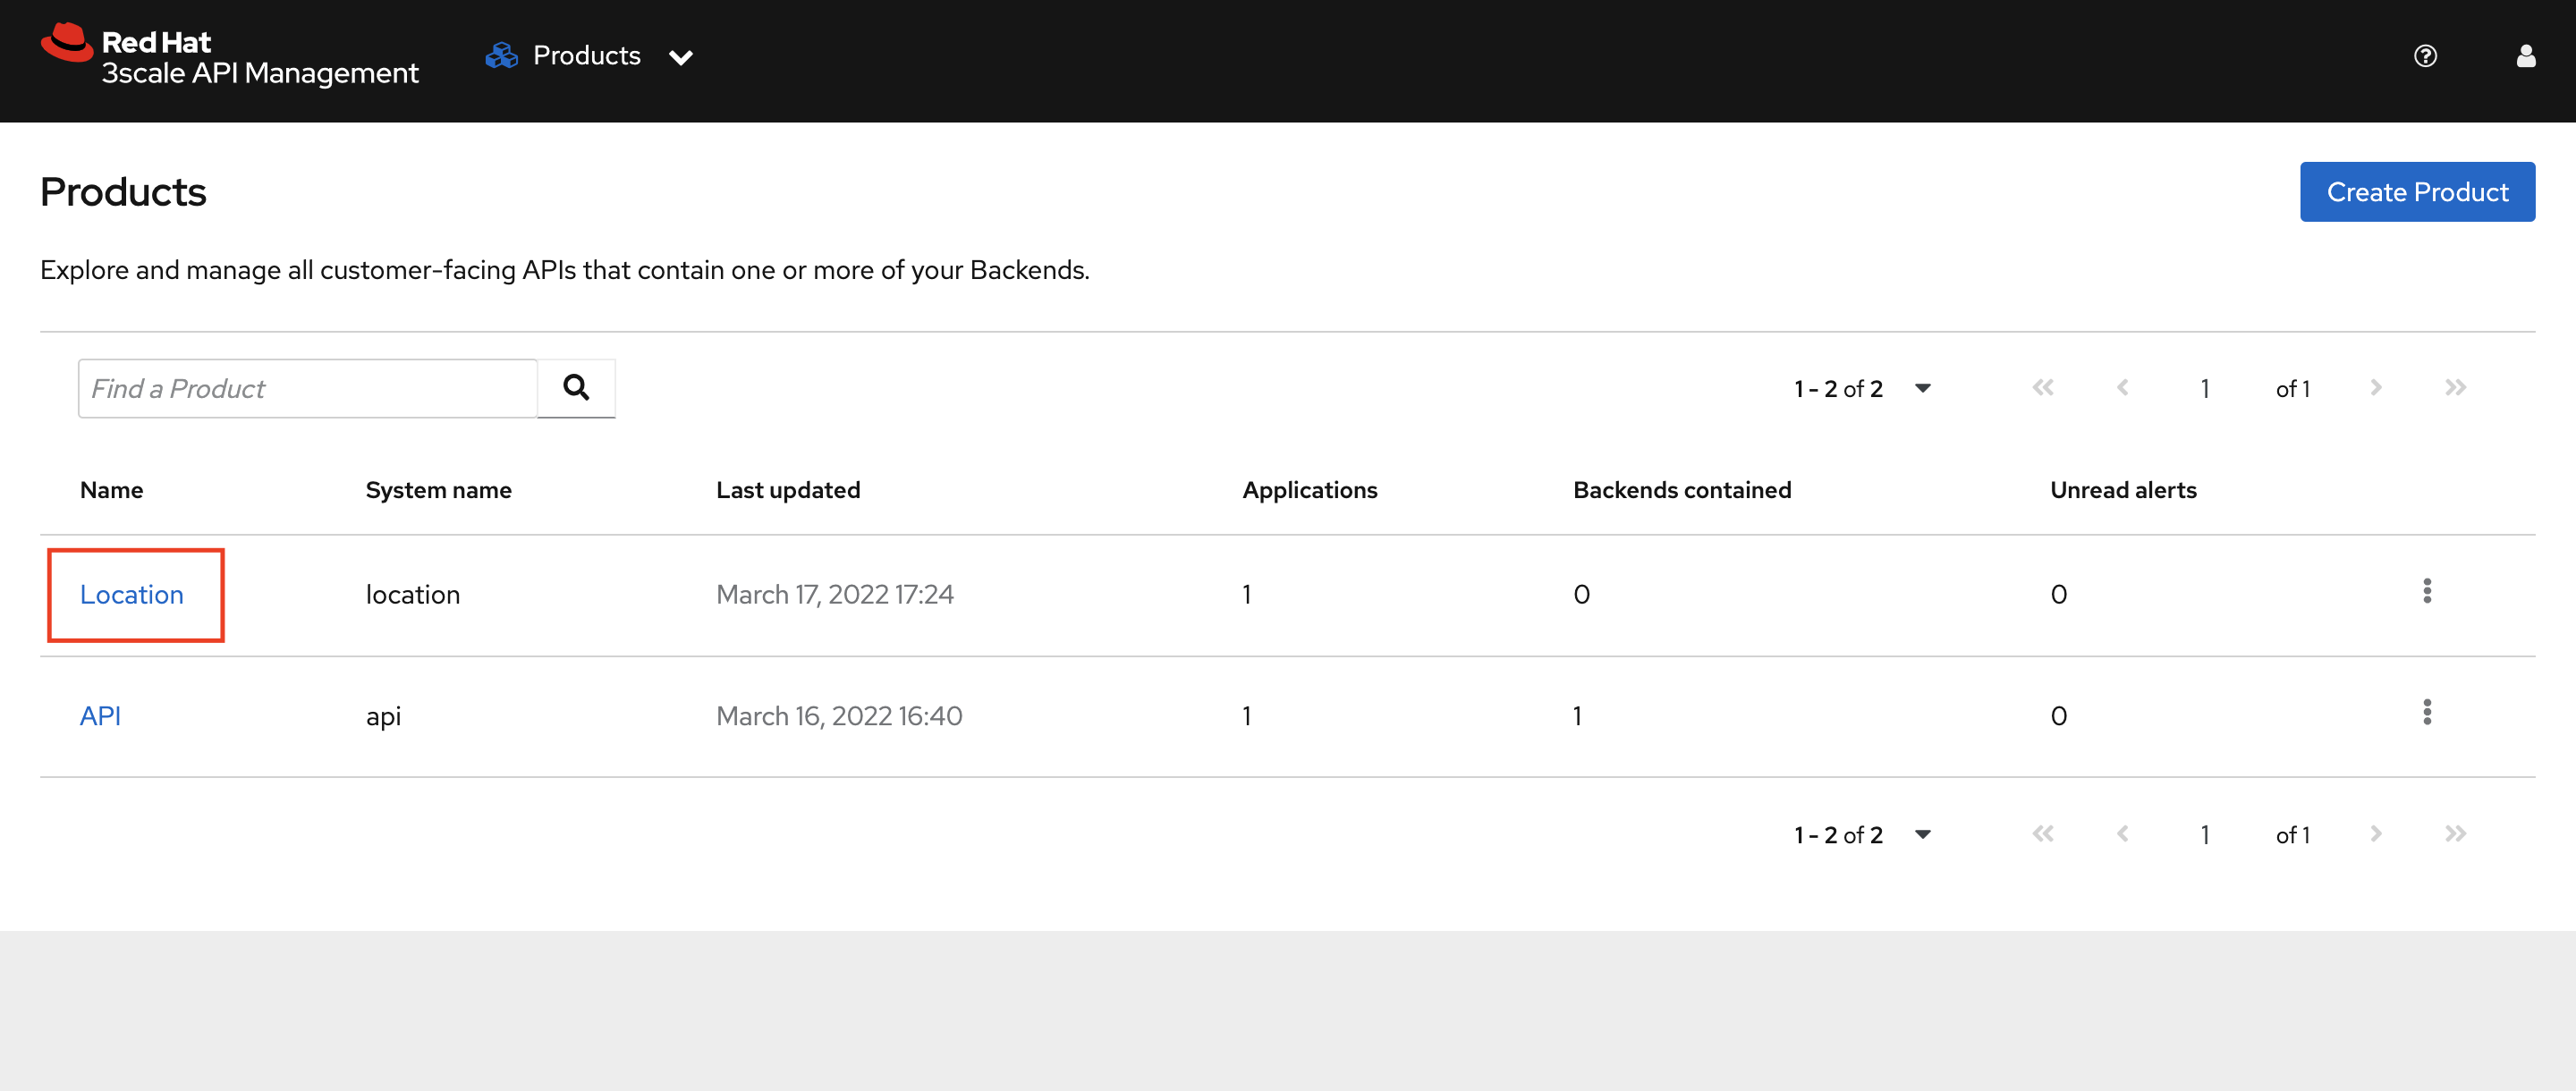 Red Hat
3scale API Management
Products
Products
Create Product
Explore and manage all customer-facing APIs that contain one or more of your Backends.
Find a Product
1 - 2 of 2
1
of 1
Name System name Last updated Applications Backends contained Unread alerts
Location location March 17, 2022 17:24 1 0 0
API api March 16, 2022 16:40 1 1 0
1 - 2 of 2
1
of 1